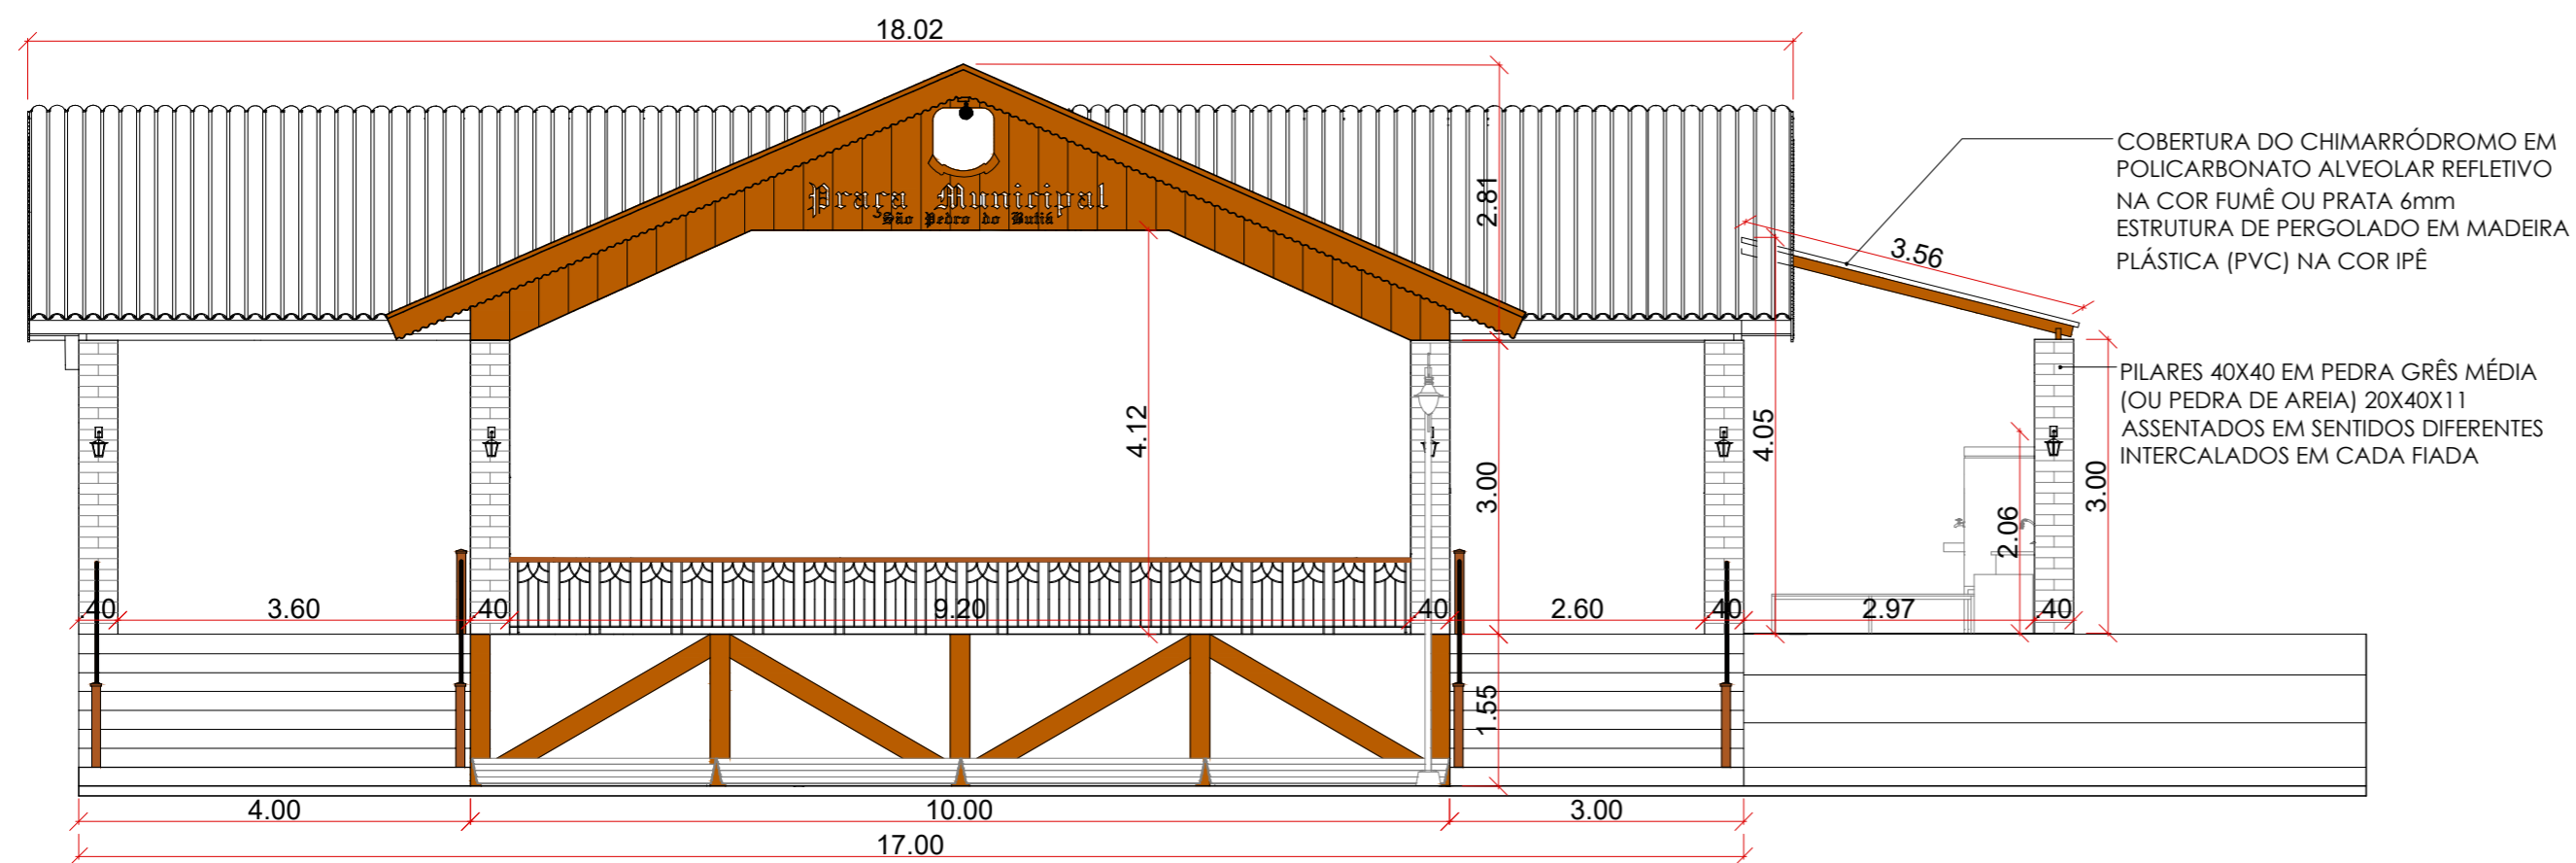 18.02
COBERTURA DO CHIMARRÓDROMO EM
POLICARBONATO ALVEOLAR REFLETIVO
NA COR FUMÊ OU PRATA 6mm
ESTRUTURA DE PERGOLADO EM MADEIRA
PLÁSTICA (PVC) NA COR IPÊ
Praça Municipal
São Pedro do Butiá
2.81
3.56
PILARES 40X40 EM PEDRA GRÊS MÉDIA
(OU PEDRA DE AREIA) 20X40X11
ASSENTADOS EM SENTIDOS DIFERENTES
INTERCALADOS EM CADA FIADA
4.12
4.05
3.00
2.06
3.00
.40 3.60 .40 9.20 .40 2.60 .40 2.97 .40
1.55
4.00 10.00 3.00
17.00